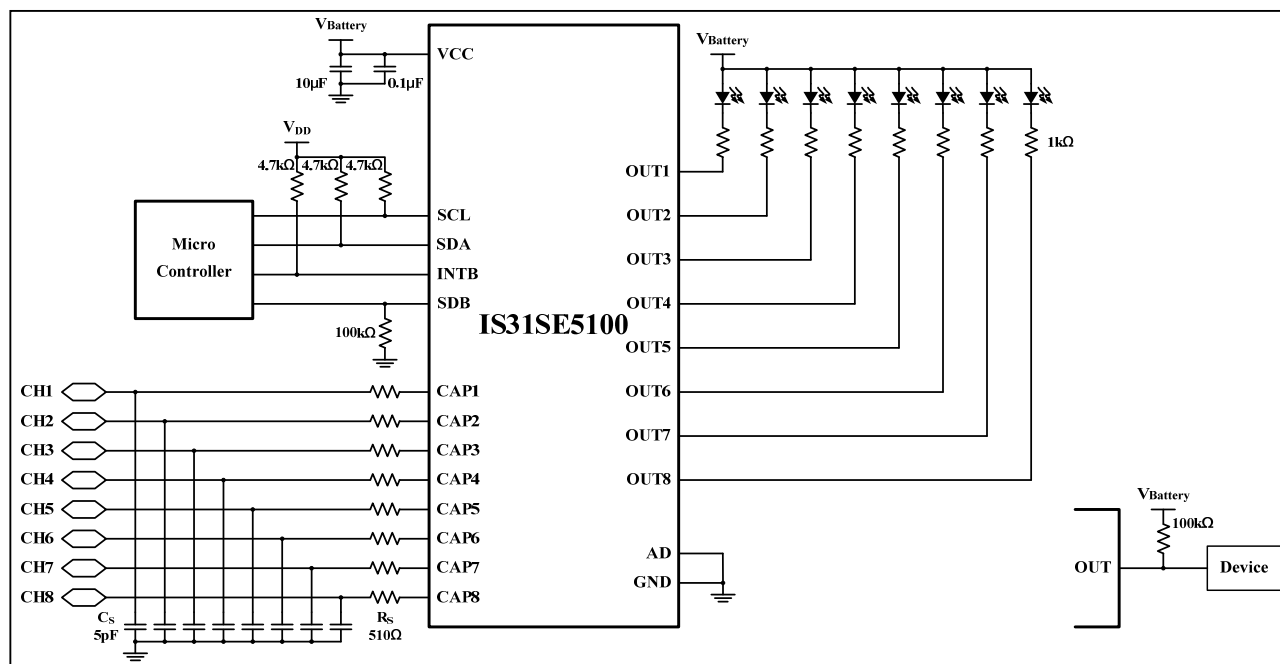 VBattery
VCC
10μF
0.1μF
VDD
4.7kΩ 4.7kΩ 4.7kΩ
Micro
Controller
SCL
SDA
INTB
SDB
100kΩ
IS31SE5100
CH1
CH2
CH3
CH4
CH5
CH6
CH7
CH8
CAP1
CAP2
CAP3
CAP4
CAP5
CAP6
CAP7
CAP8
CS
5pF
RS
510Ω
VBattery
1kΩ
OUT1
OUT2
OUT3
OUT4
OUT5
OUT6
OUT7
OUT8
AD
GND
VBattery
100kΩ
OUT
Device